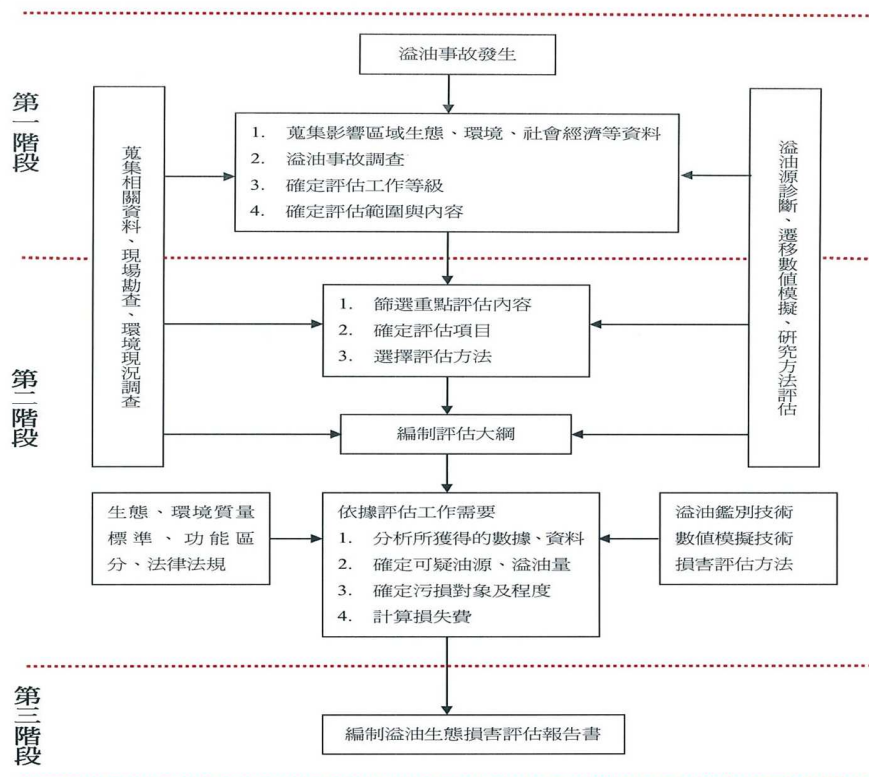 第一階段
溢油事故發生
蒐集相關資料、現場勘查、環境現況調查
1. 蒐集影響區域生態、環境、社會經濟等資料
2. 溢油事故調查
3. 確定評估工作等級
4. 確定評估範圍與內容
溢油源診斷、遷移數值模擬、研究方法評估
第二階段
1. 篩選重點評估內容
2. 確定評估項目
3. 選擇評估方法
編制評估大綱
生態、環境質量
標準、功能區
分、法律法規
依據評估工作需要
1. 分析所獲得的數據、資料
2. 確定可疑油源、溢油量
3. 確定污損對象及程度
4. 計算損失費
溢油鑑別技術
數值模擬技術
損害評估方法
第三階段
編制溢油生態損害評估報告書